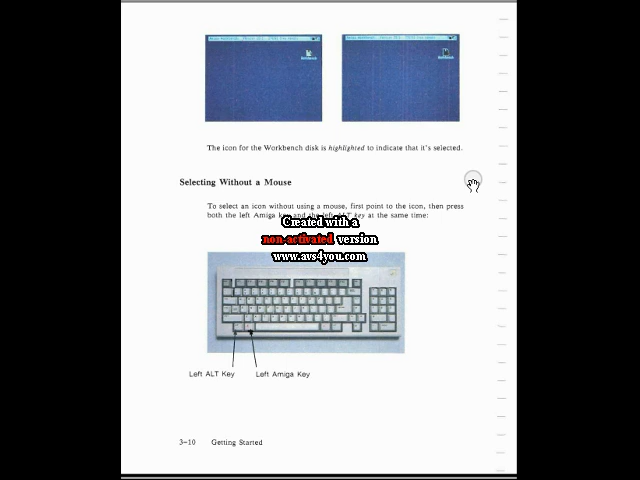 The icon for the Workbench disk is highlighted to indicate that it's selected.
Selecting Without a Mouse
To select an icon without using a mouse, first point to the icon, then press
both the left Amiga key and the left ALT key at the same time:
Created with a
non-activated version
www.avs4you.com
Left ALT Key Left Amiga Key
3-10 Getting Started